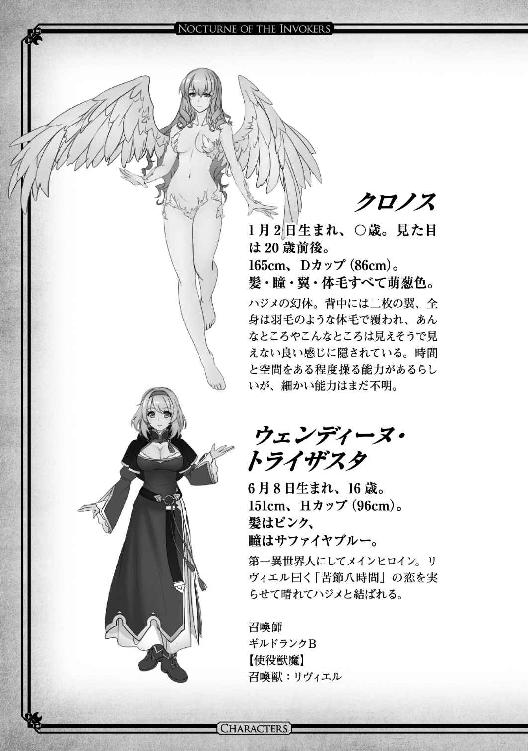 NOCTURNE OF THE INVOKERS
クロノス
1月2日生まれ、○歳。見た目
は20歳前後。
165cm、Dカップ(86cm)。
髪・瞳・翼・体毛すべて萌葱色。
ハジメの幻体。背中には二枚の翼、全
身は羽毛のような体毛で覆われ、あん
なところやこんなところは見えそうで見
えない良い感じに隠されている。時間
と空間をある程度操る能力があるらし
いが、細かい能力はまだ不明。
ウェンディーヌ・
トライザスタ
6月8日生まれ、16歳。
151cm、Hカップ(96cm)。
髪はピンク、
瞳はサファイヤブルー。
第一異世界人にしてメインヒロイン。リ
ヴィエル曰く「苦節八時間」の恋を実
らせて晴れてハジメと結ばれる。
召喚師
ギルドランクB
【使役獣魔】
召喚獣:リヴィエル
CHARACTERS